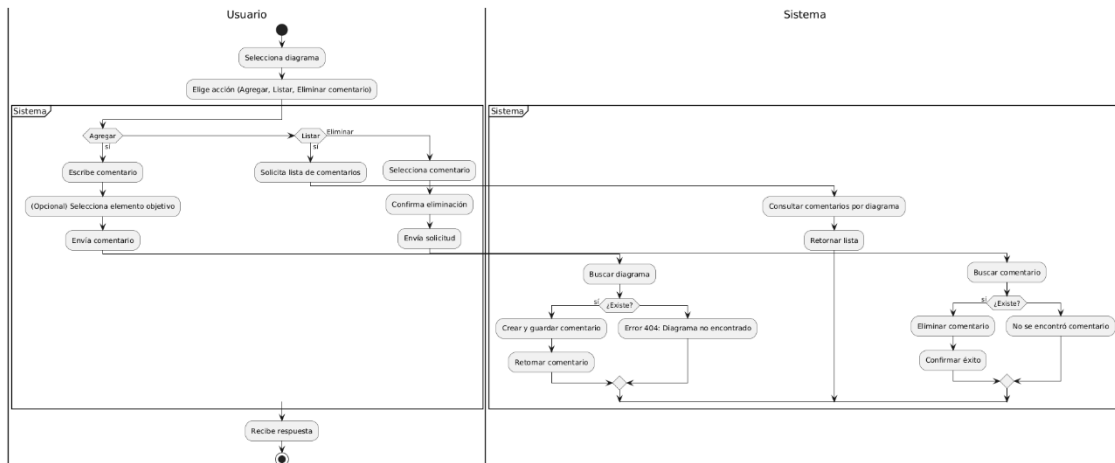 Usuario
Sistema
Selecciona diagrama
Elige acción (Agregar, Listar, Eliminar comentario)
Sistema
Sistema
Agregar
sí
Listar
sí
Eliminar
Escribe comentario
Solicita lista de comentarios
Selecciona comentario
(Opcional) Selecciona elemento objetivo
Confirma eliminación
Consultar comentarios por diagrama
Envía comentario
Envía solicitud
Retornar lista
Buscar diagrama
Buscar comentario
sí
¿Existe?
sí
¿Existe?
Crear y guardar comentario
Error 404: Diagrama no encontrado
Eliminar comentario
No se encontró comentario
Retornar comentario
Confirmar éxito
Recibe respuesta